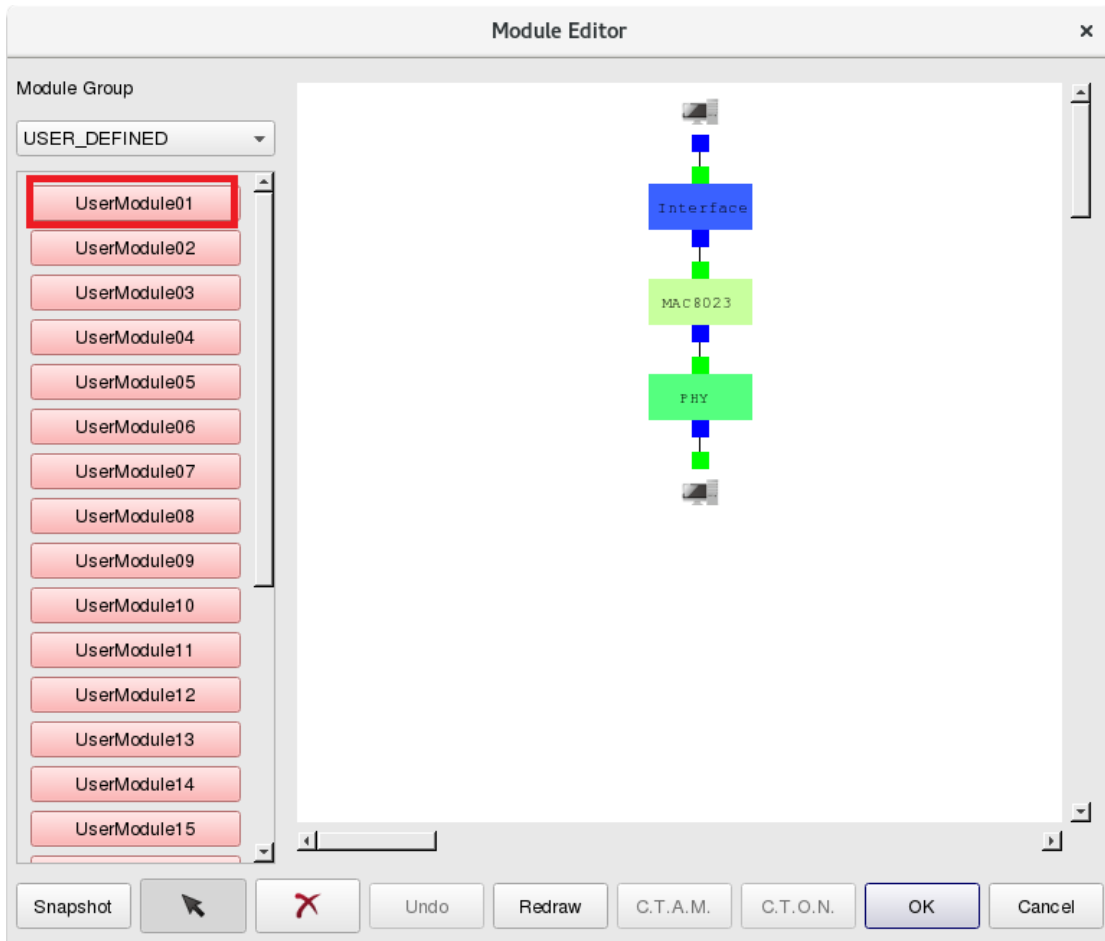 Module Editor
Module Group
USER_DEFINED
UserModule01
UserModule02
UserModule03
UserModule04
UserModule05
UserModule06
UserModule07
UserModule08
UserModule09
UserModule10
UserModule11
UserModule12
UserModule13
UserModule14
UserModule15
Interface
MAC8023
PHY
Snapshot Undo Redraw C.T.A.M. C.T.O.N. OK Cancel